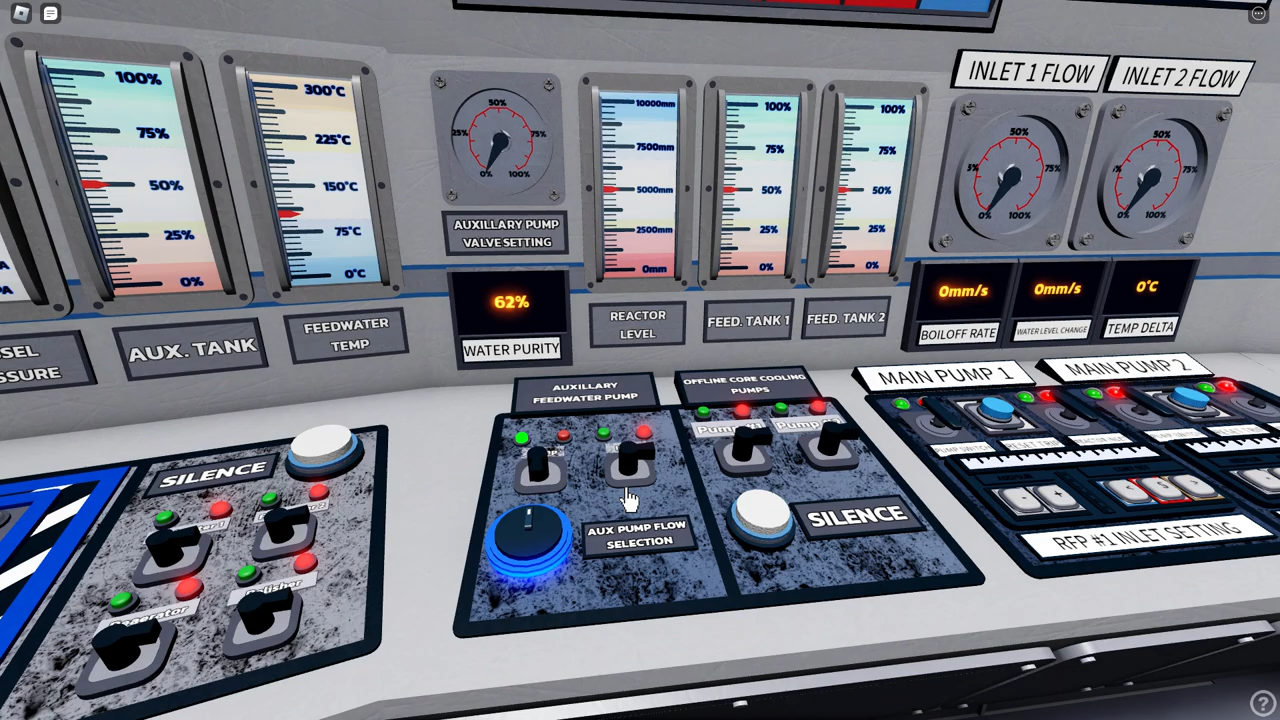 INLET 1 FLOW
INLET 2 FLOW
100%
75%
50%
25%
0%
300°C
225°C
150°C
75°C
0°C
50%
25%
75%
0%
100%
AUXILLARY PUMP
VALVE SETTING
10000mm
7500mm
5000mm
2500mm
0mm
100%
75%
50%
25%
0%
100%
75%
50%
25%
0%
50%
5%
75%
0%
100%
50%
75%
0%
100%
AUX. TANK
FEEDWATER
TEMP
62%
WATER PURITY
REACTOR
LEVEL
FEED. TANK 1
FEED. TANK 2
0mm/s
BOILOFF RATE
0mm/s
WATER LEVEL CHANGE
0°C
TEMP DELTA
AUXILLARY
FEEDWATER PUMP
OFFLINE CORE COOLING
PUMPS
MAIN PUMP 1
MAIN PUMP 2
SILENCE
AUX PUMP FLOW
SELECTION
SILENCE
PUMP SWITCH
RFP #1 INLET SETTING